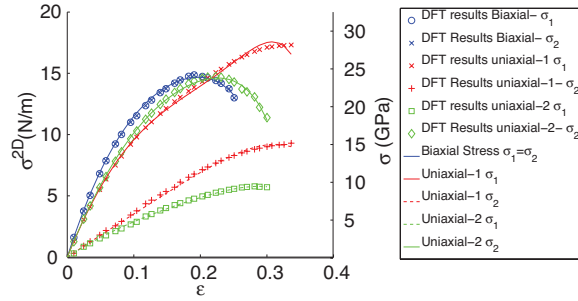 20
15
10
5
0
σ2D(N/m)
0
0.1
0.2
0.3
0.4
ε
30
25
20
15
10
5
σ (GPa)
DFT results Biaxial– σ1
DFT Results Biaxial– σ2
DFT results uniaxial–1 σ1
DFT Results uniaxial–1– σ2
DFT results uniaxial–2 σ1
DFT Results uniaxial–2– σ2
Biaxial Stress σ1=σ2
Uniaxial–1 σ1
Uniaxial–1 σ2
Uniaxial–2 σ1
Uniaxial–2 σ2